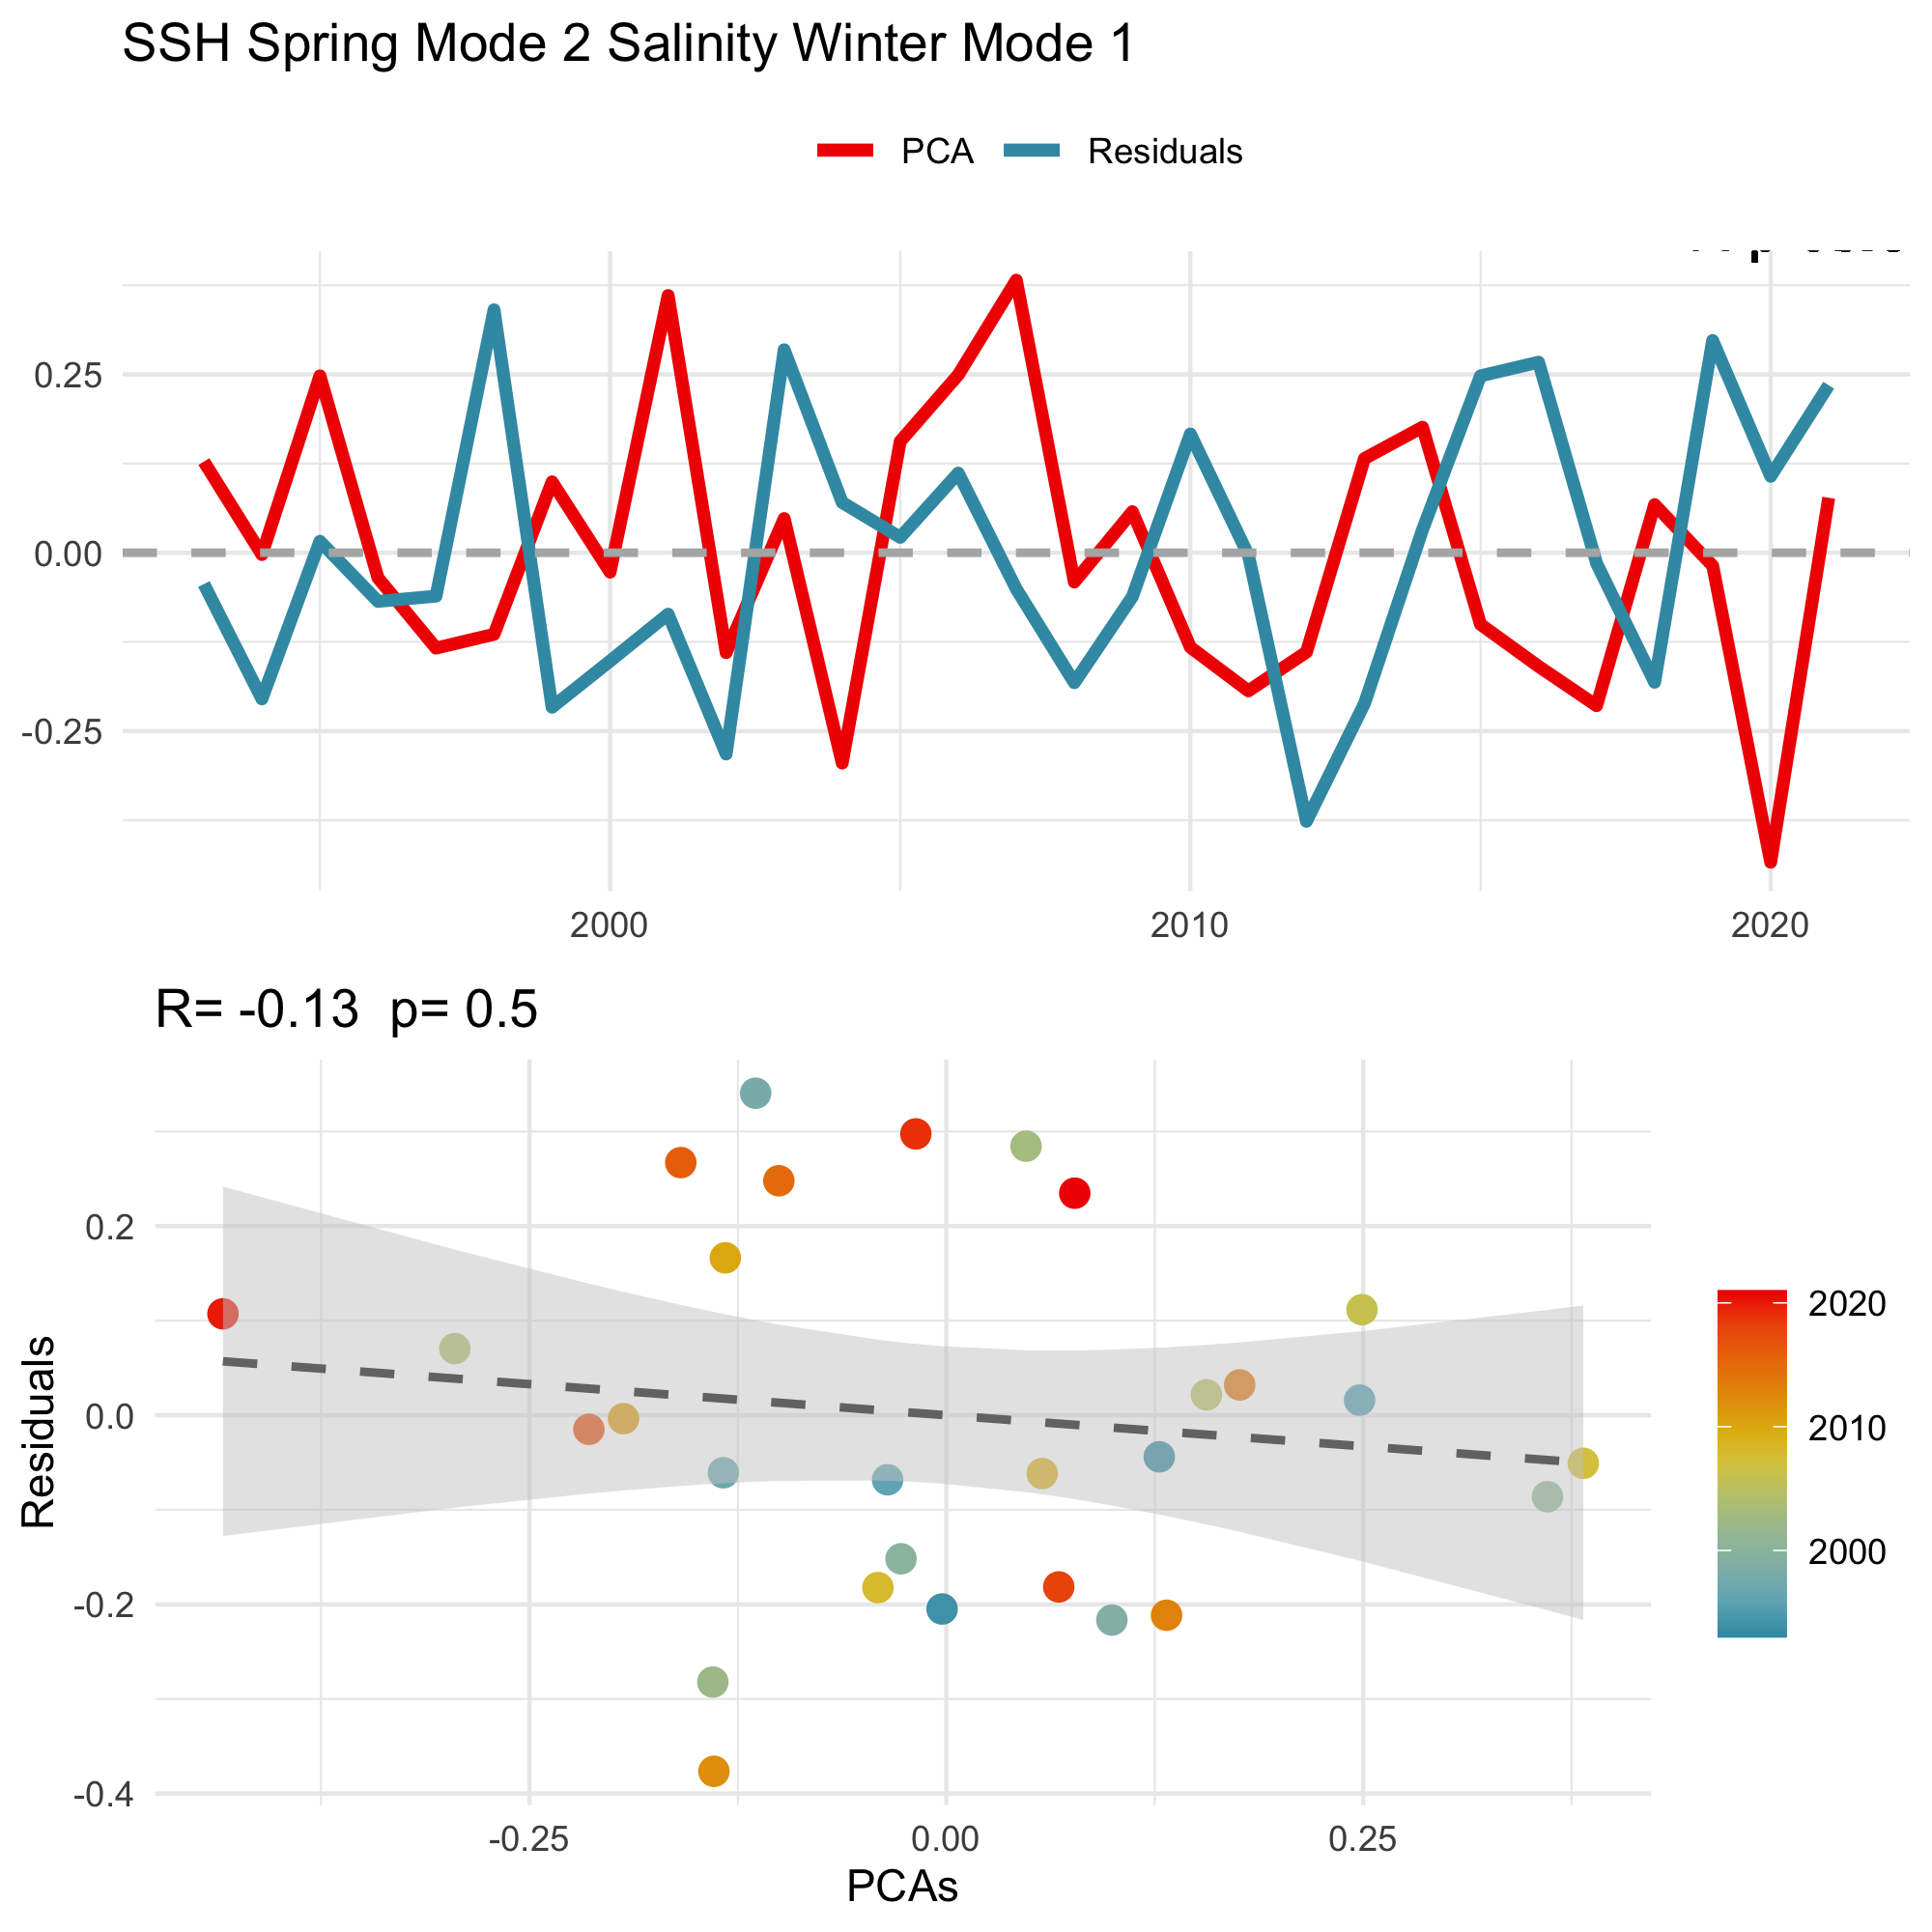 SSH Spring Mode 2 Salinity Winter Mode 1
PCA Residuals
0.25
0.00
-0.25
2000 2010 2020
R= -0.13 p= 0.5
Residuals
0.2
0.0
-0.2
-0.4
-0.25 0.00 0.25
PCAs
2020
2010
2000